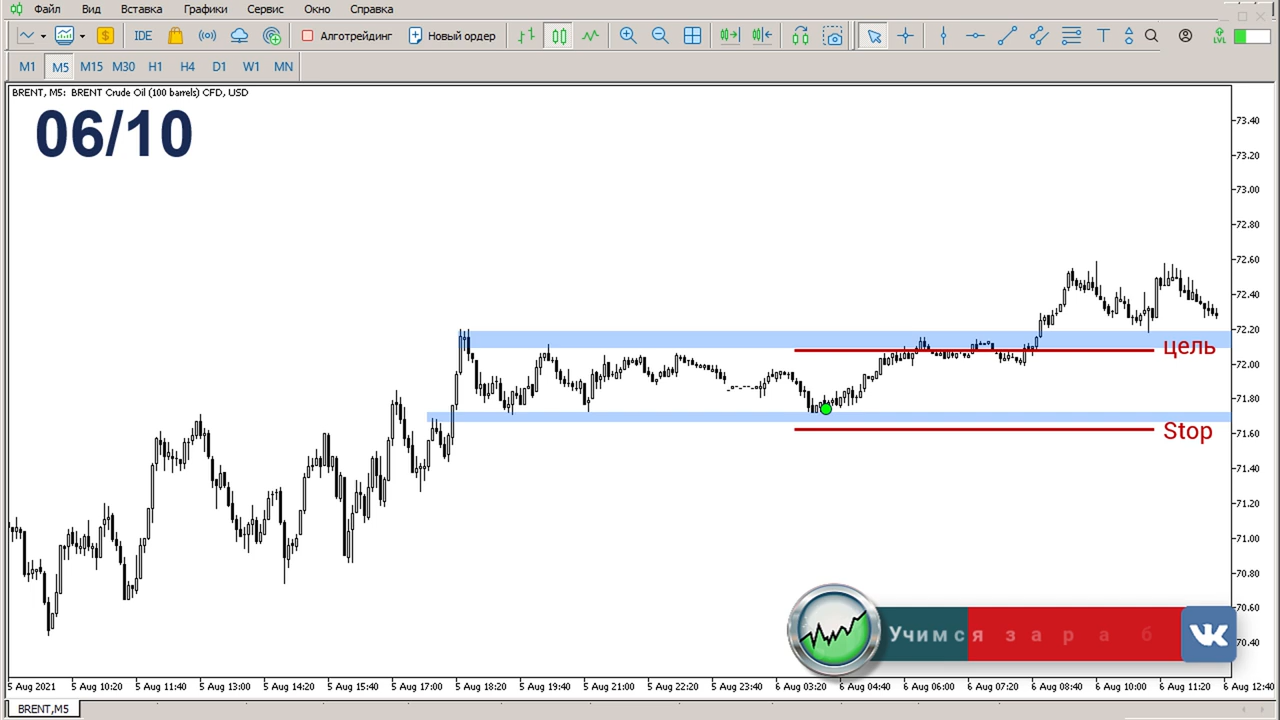 Файл Вид Вставка Графики Сервис Окно Справка
IDE Алготрейдинг Новый ордер LVL
M1 M5 M15 M30 H1 H4 D1 W1 MN
BRENT, M5: BRENT Crude Oil (100 barrels) CFD, USD
06/10
73.40
73.20
73.00
72.80
72.60
72.40
72.20
цель
72.00
71.80
71.60
Stop
71.40
71.20
71.00
70.80
70.60
Учимся зараб
70.40
5 Aug 2021 5 Aug 10:20 5 Aug 11:40 5 Aug 13:00 5 Aug 14:20 5 Aug 15:40 5 Aug 17:00 5 Aug 18:20 5 Aug 19:40 5 Aug 21:00 5 Aug 22:20 5 Aug 23:40 6 Aug 03:20 6 Aug 04:40 6 Aug 06:00 6 Aug 07:20 6 Aug 08:40 6 Aug 10:00 6 Aug 11:20 6 Aug 12:40
BRENT,M5